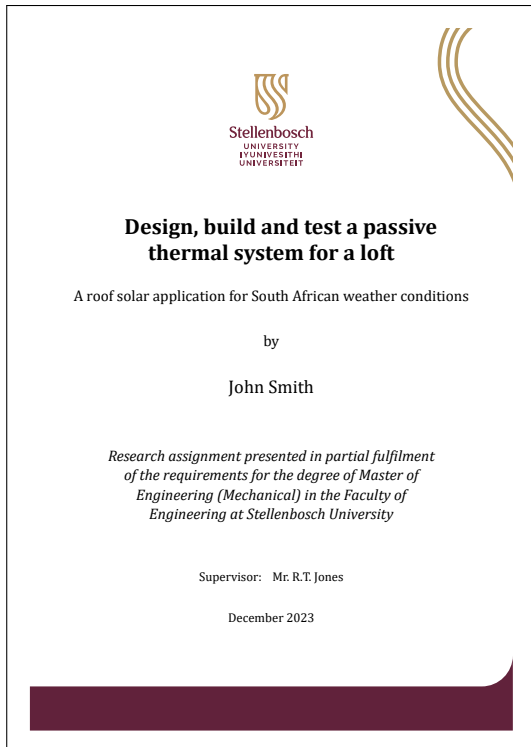 Stellenbosch
UNIVERSITY
IYUNIVESITHI
UNIVERSITEIT
Design, build and test a passive
thermal system for a loft
A roof solar application for South African weather conditions
by
John Smith
Research assignment presented in partial fulfilment
of the requirements for the degree of Master of
Engineering (Mechanical) in the Faculty of
Engineering at Stellenbosch University
Supervisor: Mr. R.T. Jones
December 2023